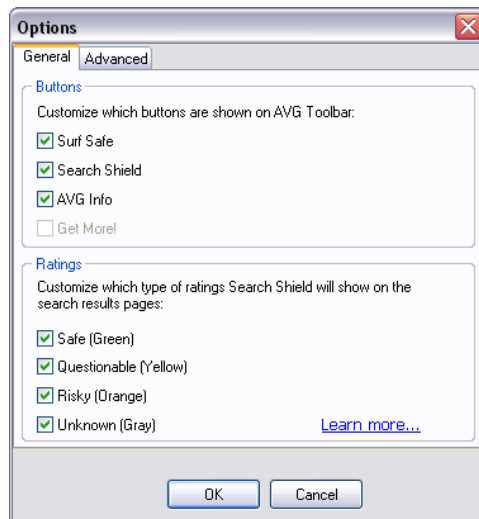 Options
General Advanced
Buttons
Customize which buttons are shown on AVG Toolbar:
Surf Safe
Search Shield
AVG Info
Get More!
Ratings
Customize which type of ratings Search Shield will show on the
search results pages:
Safe (Green)
Questionable (Yellow)
Risky (Orange)
Unknown (Gray) Learn more...
OK Cancel